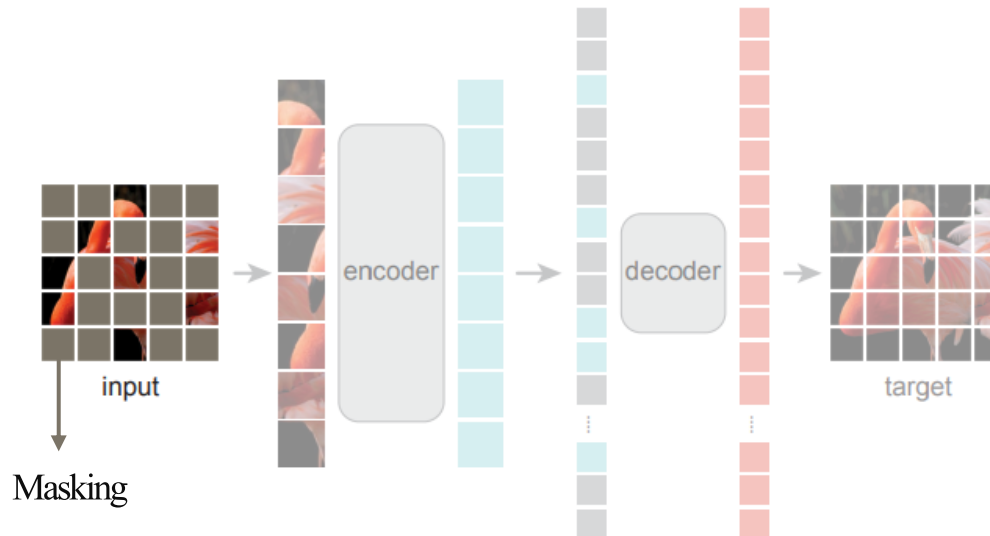 encoder
decoder
input
target
Masking